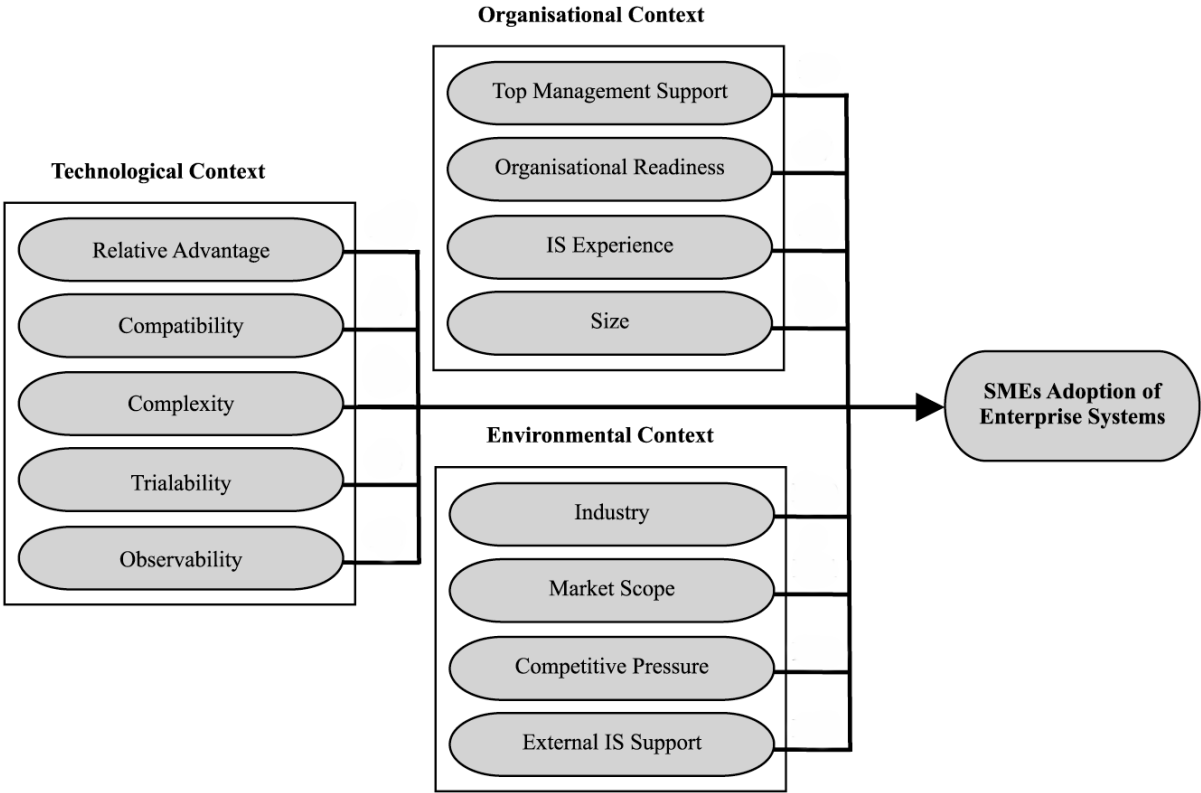 Organisational Context
Top Management Support
Organisational Readiness
IS Experience
Size
Technological Context
Relative Advantage
Compatibility
Complexity
Trialability
Observability
Environmental Context
Industry
Market Scope
Competitive Pressure
External IS Support
SMEs Adoption of
Enterprise Systems